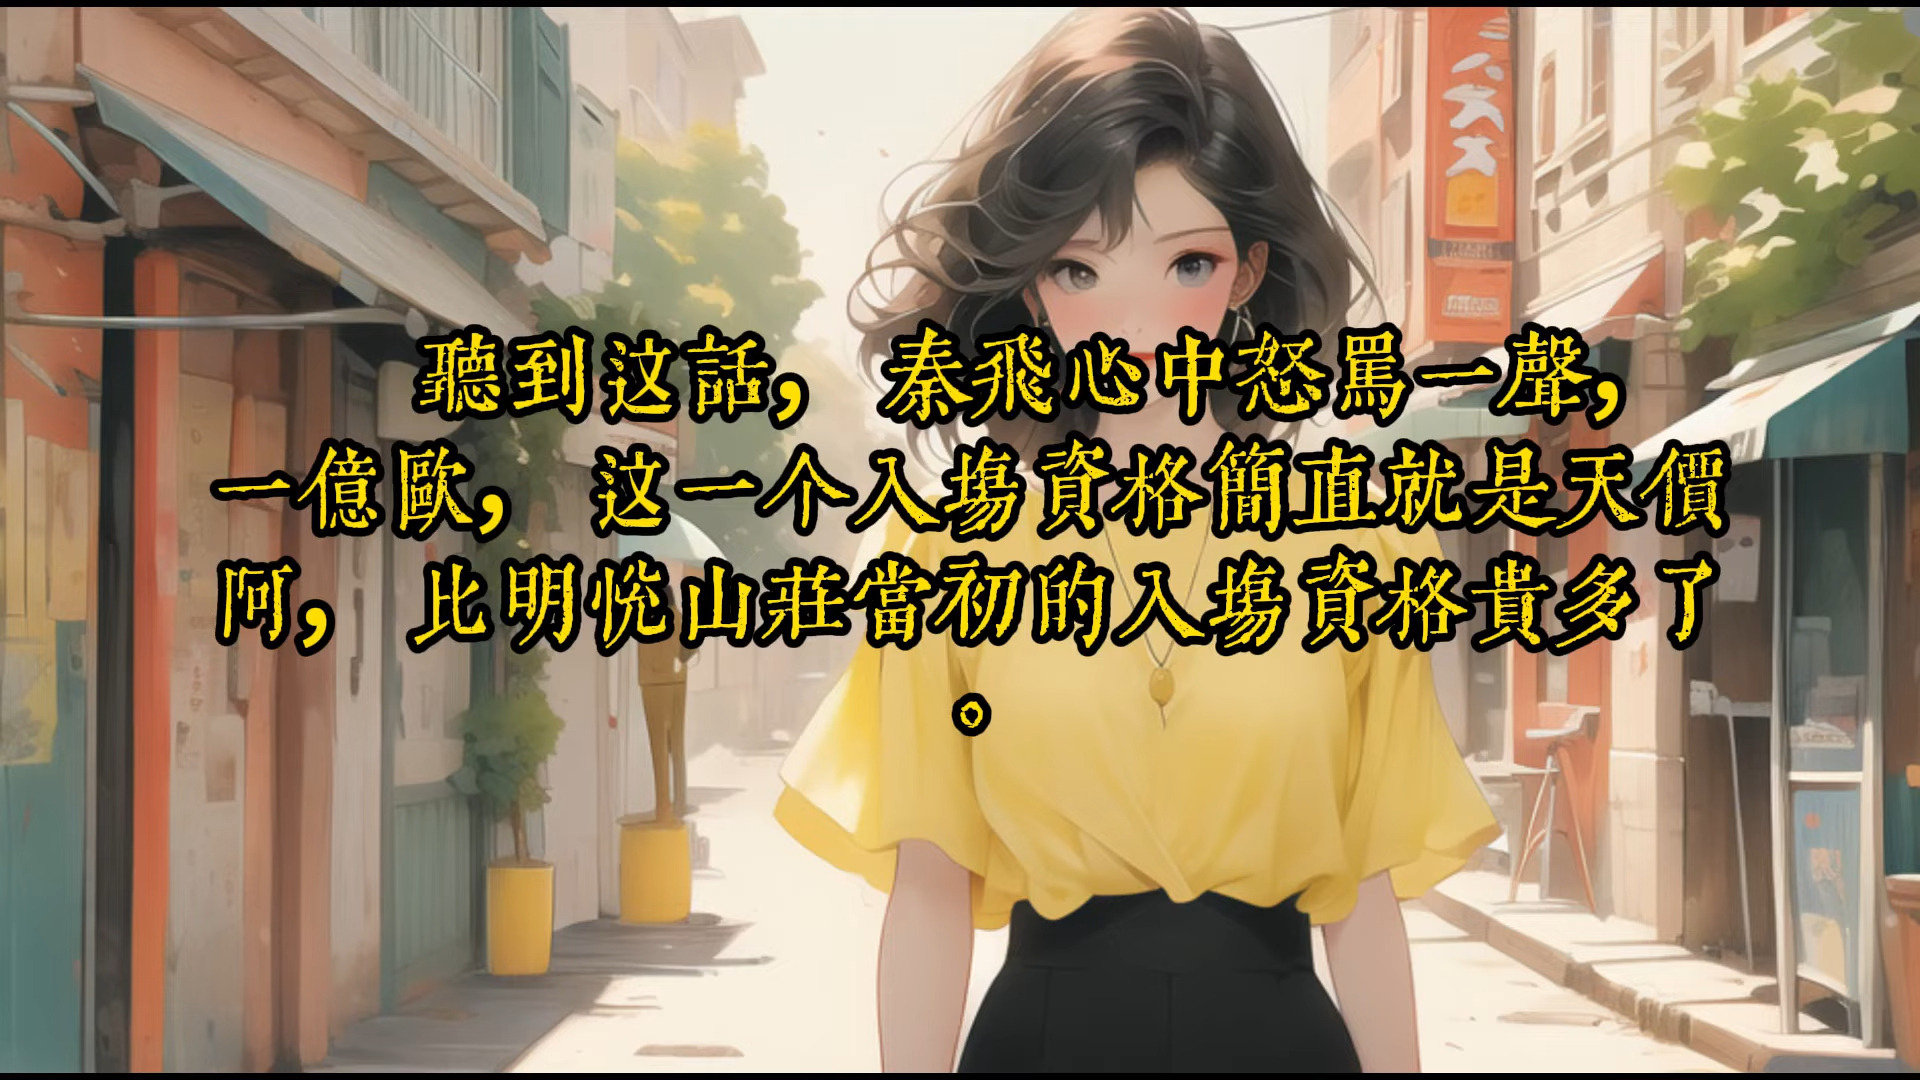 聽到这話，秦飛心中怒罵一聲，
一億歐，这一个入場資格簡直就是天價
阿，比明悦山莊當初的入場資格貴多了
。